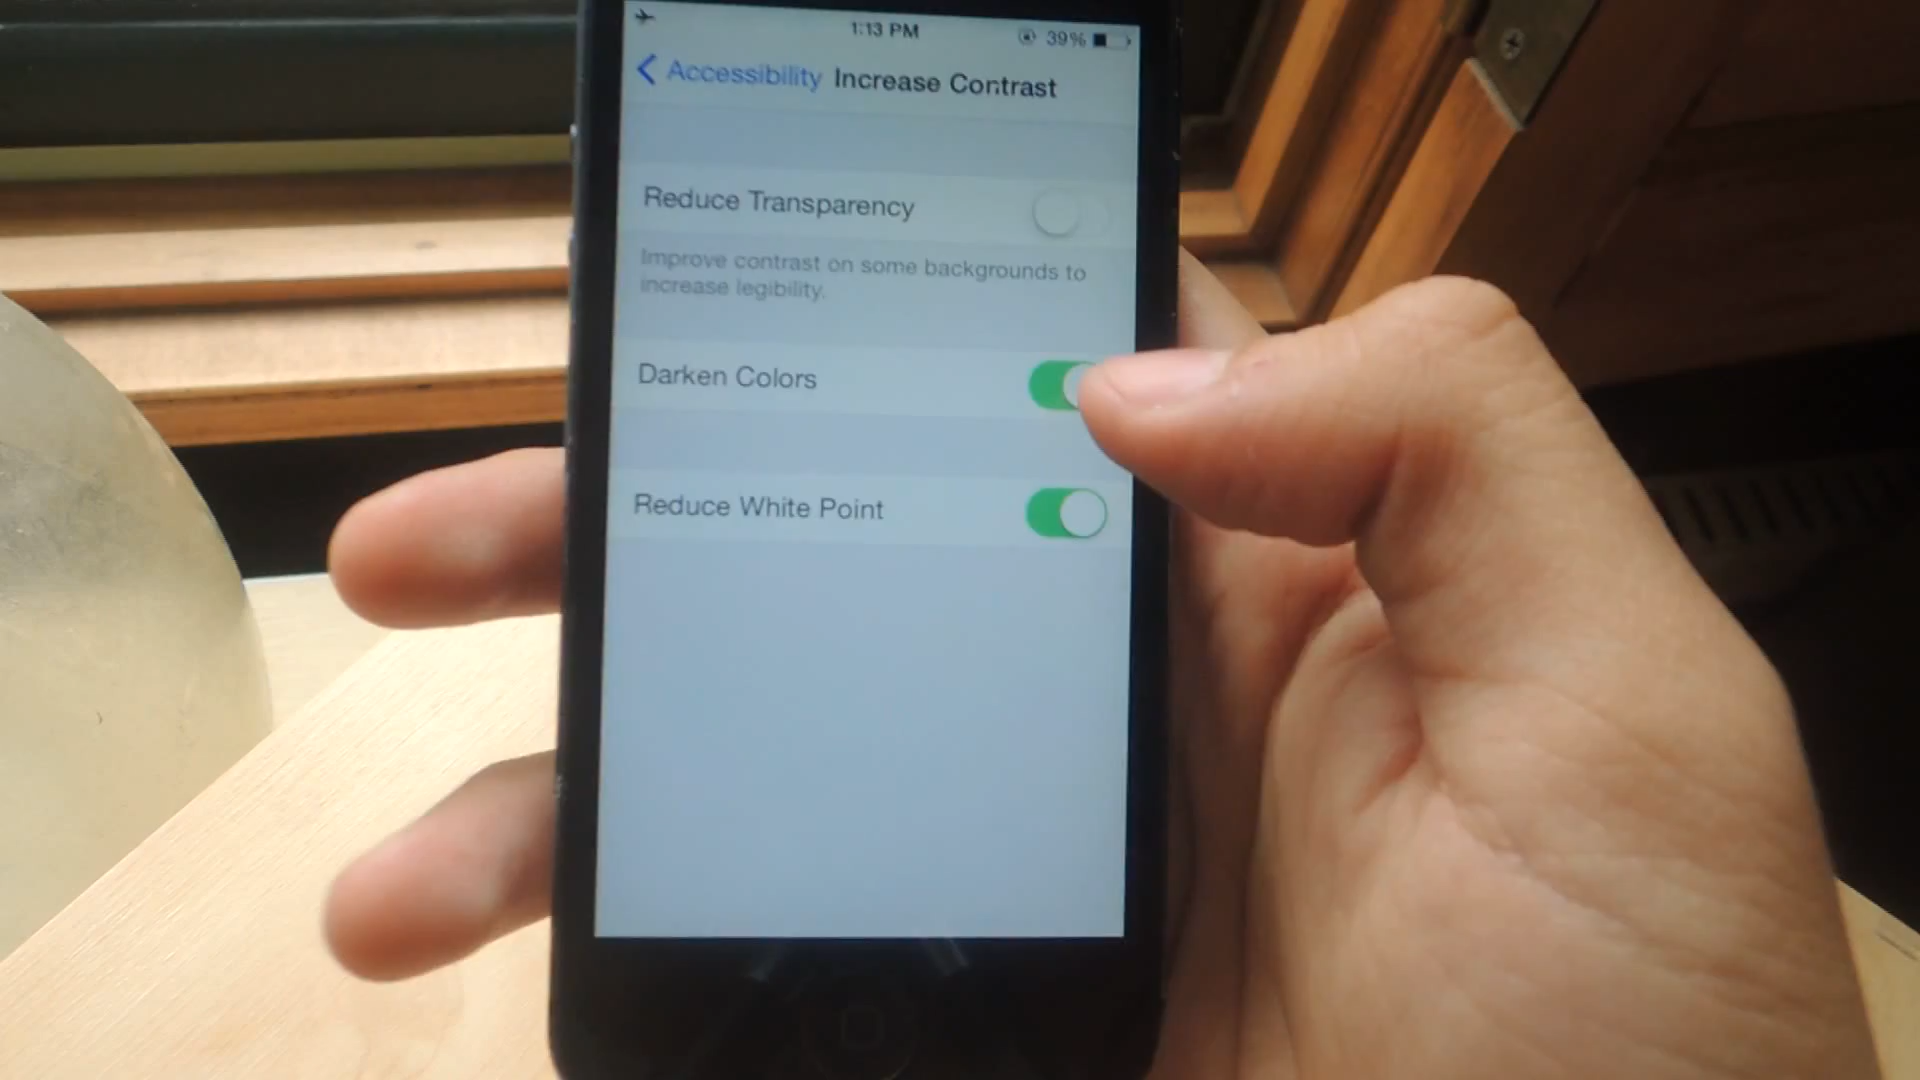 1:13 PM 39%
Accessibility Increase Contrast
Reduce Transparency
Improve contrast on some backgrounds to
increase legibility.
Darken Colors
Reduce White Point